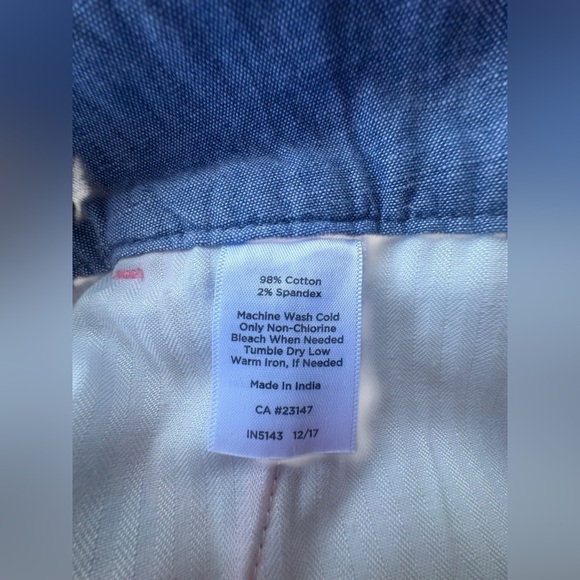 98% Cotton
2% Spandex
Machine Wash Cold
Only Non-Chlorine
Bleach When Needed
Tumble Dry Low
Warm Iron, If Needed
Made In India
CA #23147
IN5143 12/17